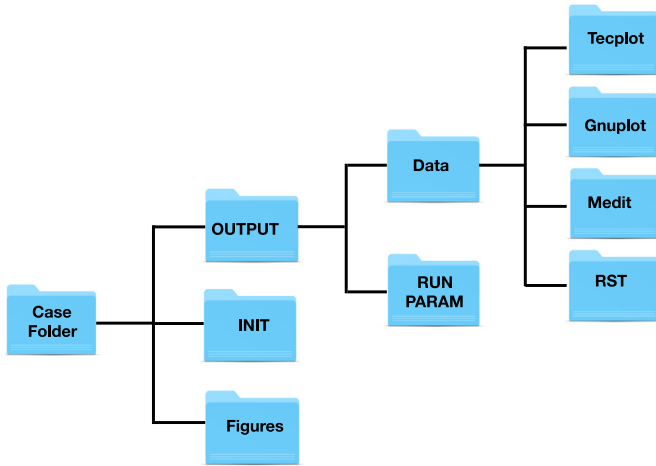 Tecplot
Gnuplot
Data
Medit
OUTPUT
RUN
PARAM
RST
Case
Folder
INIT
Figures